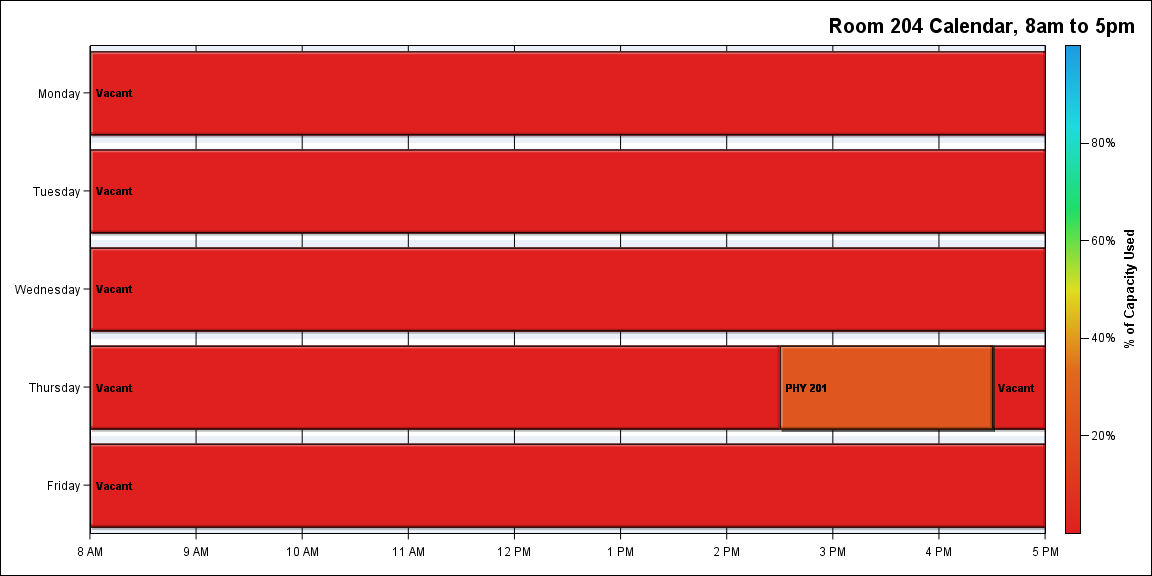 Room 204 Calendar, 8am to 5pm
Monday
Vacant
Tuesday
Vacant
Wednesday
Vacant
Thursday
Vacant
PHY 201
Vacant
Friday
Vacant
8 AM
9 AM
10 AM
11 AM
12 PM
1 PM
2 PM
3 PM
4 PM
5 PM
80%
60%
40%
20%
% of Capacity Used